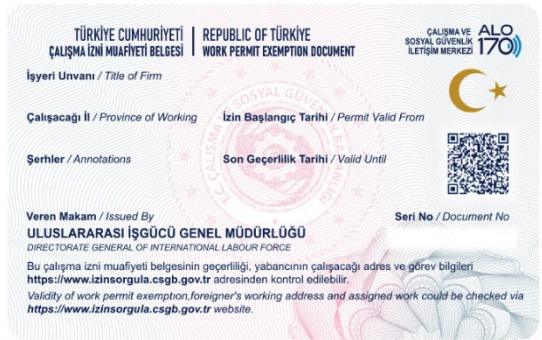 TÜRKİYE CUMHURİYETİ
ÇALIŞMA İZNİ MUAFİYETİ BELGESİ
REPUBLIC OF TÜRKİYE
WORK PERMIT EXEMPTION DOCUMENT
ÇALIŞMA VE
SOSYAL GÜVENLİK
İLETİŞİM MERKEZİ
ALO
170
İşyeri Unvanı / Title of Firm
Çalışacağı İl / Province of Working
İzin Başlangıç Tarihi / Permit Valid From
Şerhler / Annotations
Son Geçerlilik Tarihi / Valid Until
T.C. ÇALIŞMA VE SOSYAL GÜVENLİK BAKANLIĞI
Veren Makam / Issued By
Seri No / Document No
ULUSLARARASI İŞGÜCÜ GENEL MÜDÜRLÜĞÜ
DIRECTORATE GENERAL OF INTERNATIONAL LABOUR FORCE
Bu çalışma izni muafiyeti belgesinin geçerliliği, yabancının çalışacağı adres ve görev bilgileri
https://www.izinsorgula.csgb.gov.tr adresinden kontrol edilebilir.
Validity of work permit exemption,foreigner's working address and assigned work could be checked via
https://www.izinsorgula.csgb.gov.tr website.